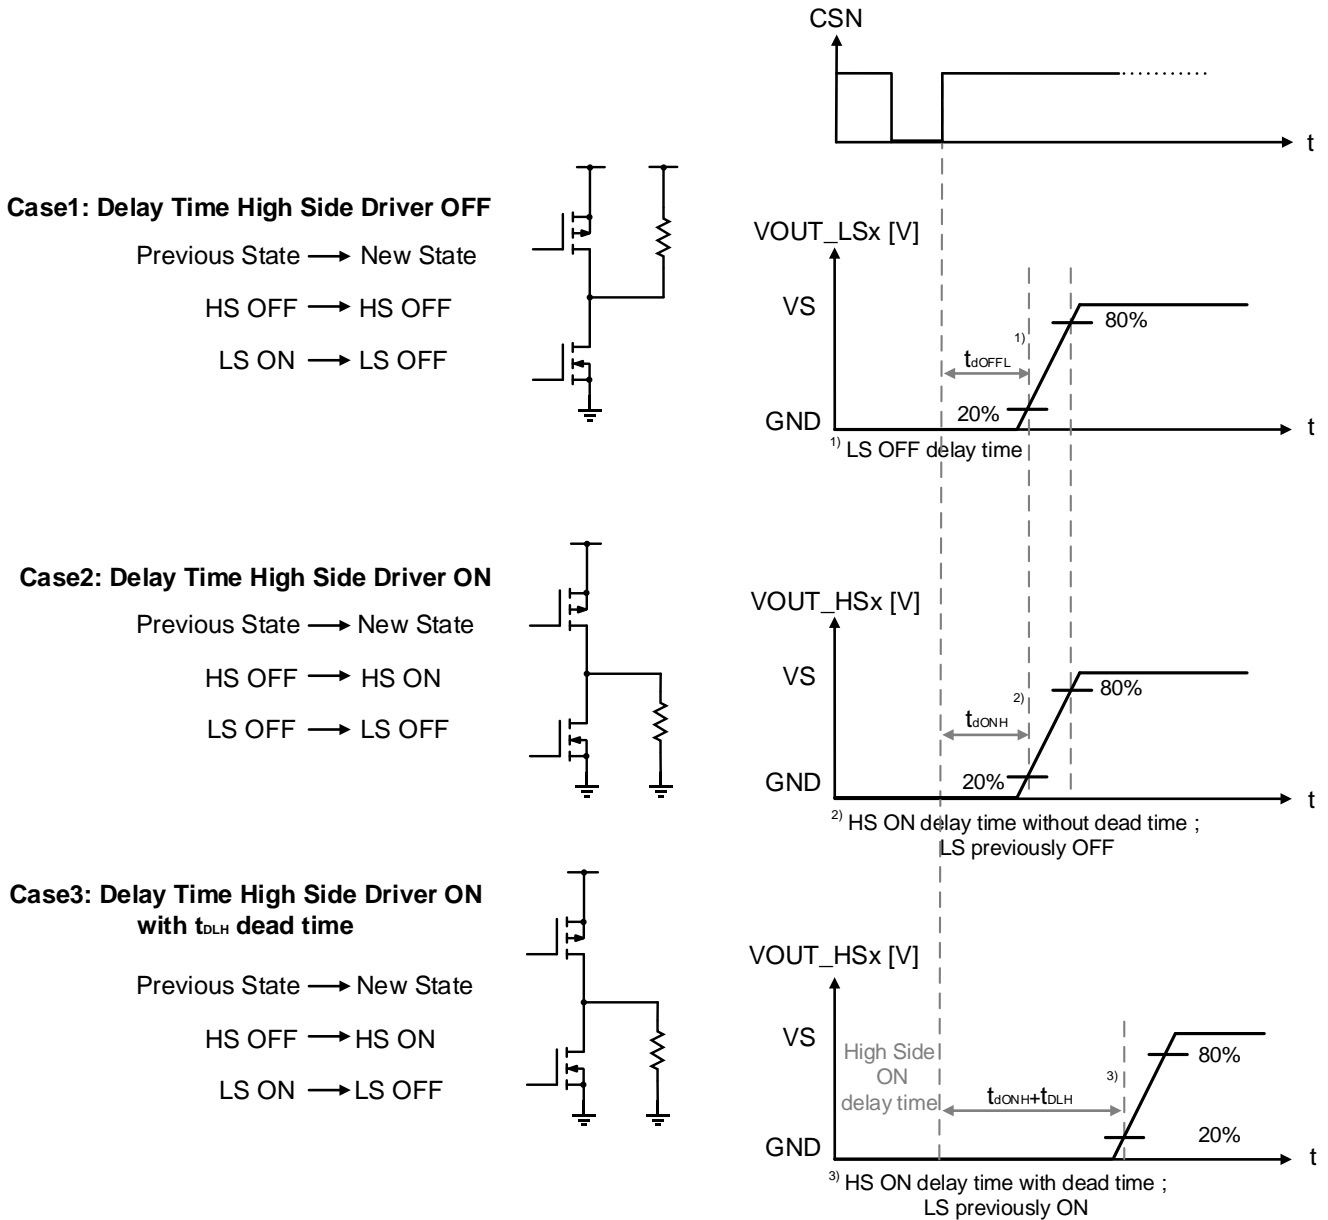 CSN
t
Case1: Delay Time High Side Driver OFF
Previous State → New State
HS OFF → HS OFF
LS ON → LS OFF
VOUT_LSx [V]
VS
80%
1)
tdOFFL
20%
GND
t
1) LS OFF delay time
Case2: Delay Time High Side Driver ON
Previous State → New State
HS OFF → HS ON
LS OFF → LS OFF
VOUT_HSx [V]
VS
80%
2)
tdONH
20%
GND
t
2) HS ON delay time without dead time ;
LS previously OFF
Case3: Delay Time High Side Driver ON
with tDLH dead time
Previous State → New State
HS OFF → HS ON
LS ON → LS OFF
VOUT_HSx [V]
VS
High Side
ON
delay time
80%
3)
tdONH+tDLH
20%
GND
t
3) HS ON delay time with dead time ;
LS previously ON